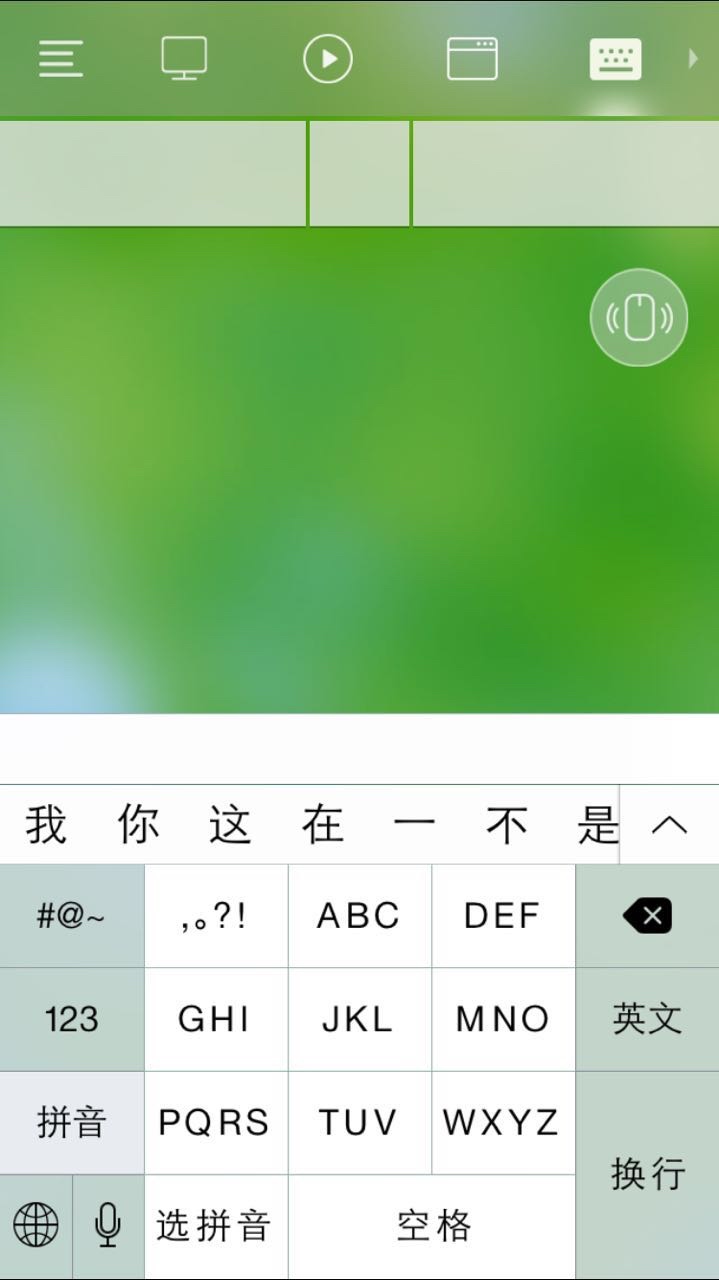 我 你 这 在 一 不 是
#@~ ,。?! ABC DEF
123 GHI JKL MNO 英文
拼音 PQRS TUV WXYZ
换行
选拼音 空格